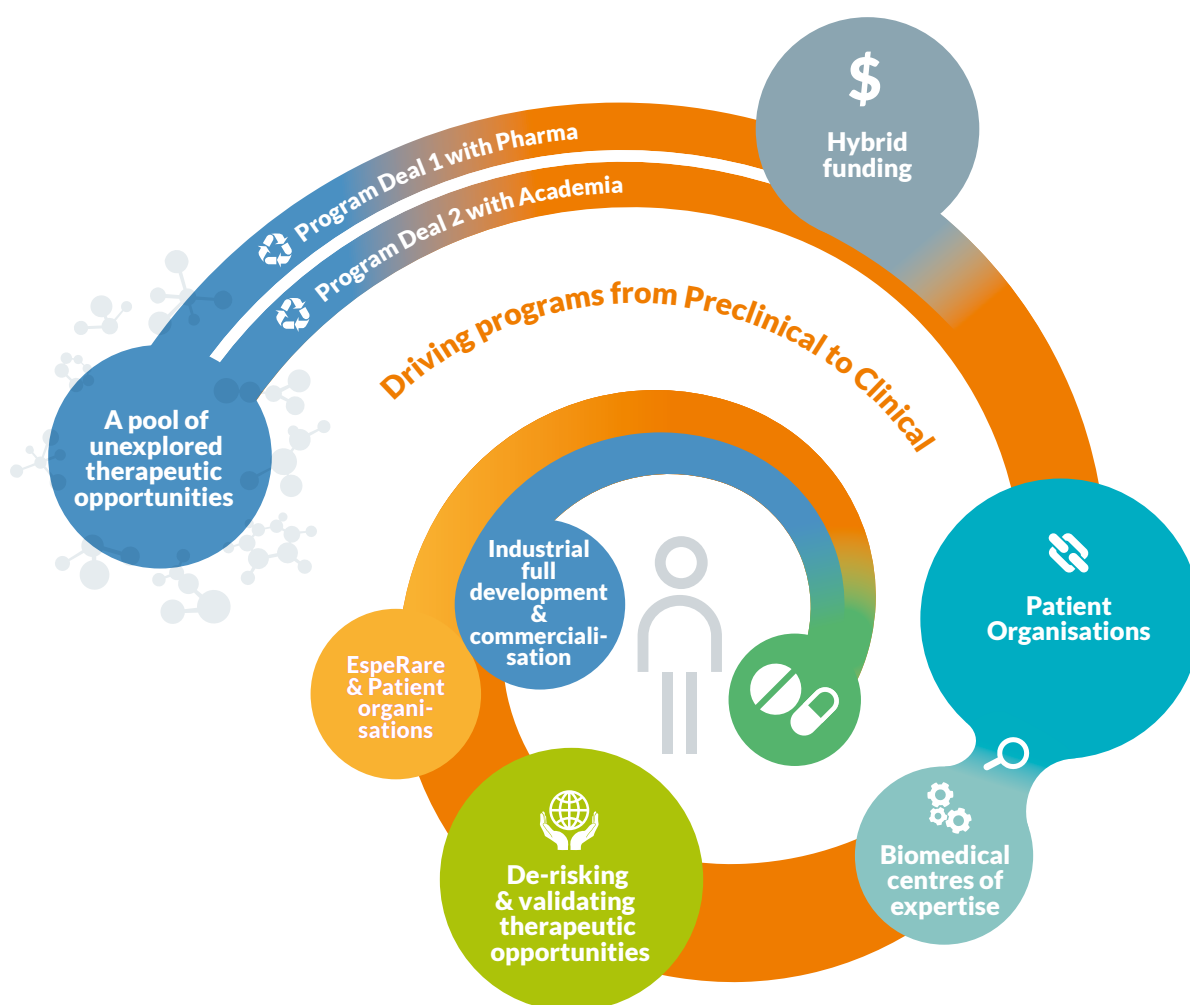 $
Hybrid
funding
Program Deal 1 with Pharma
Program Deal 2 with Academia
Driving programs from Preclinical to Clinical
A pool of
unexplored
therapeutic
opportunities
Industrial
full
development
&
commerciali-
sation
Patient
Organisations
EspeRare
& Patient
organi-
sations
Biomedical
centres of
expertise
De-risking
& validating
therapeutic
opportunities